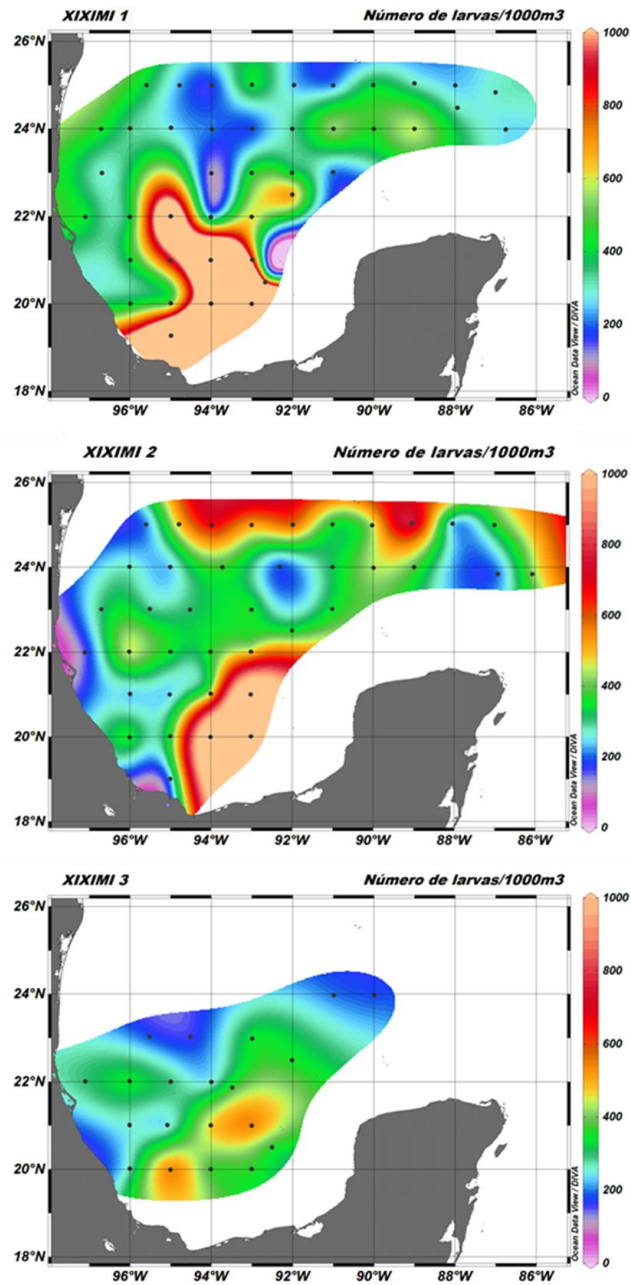 XIXIMI 1 Número de larvas/1000m3
26°N
24°N
22°N
20°N
18°N
96°W 94°W 92°W 90°W 88°W 86°W
1000
800
600
400
200
0
Ocean Data View / DIVA
XIXIMI 2 Número de larvas/1000m3
26°N
24°N
22°N
20°N
18°N
96°W 94°W 92°W 90°W 88°W 86°W
1000
800
600
400
200
0
Ocean Data View / DIVA
XIXIMI 3 Número de larvas/1000m3
26°N
24°N
22°N
20°N
18°N
96°W 94°W 92°W 90°W 88°W 86°W
1000
800
600
400
200
0
Ocean Data View / DIVA